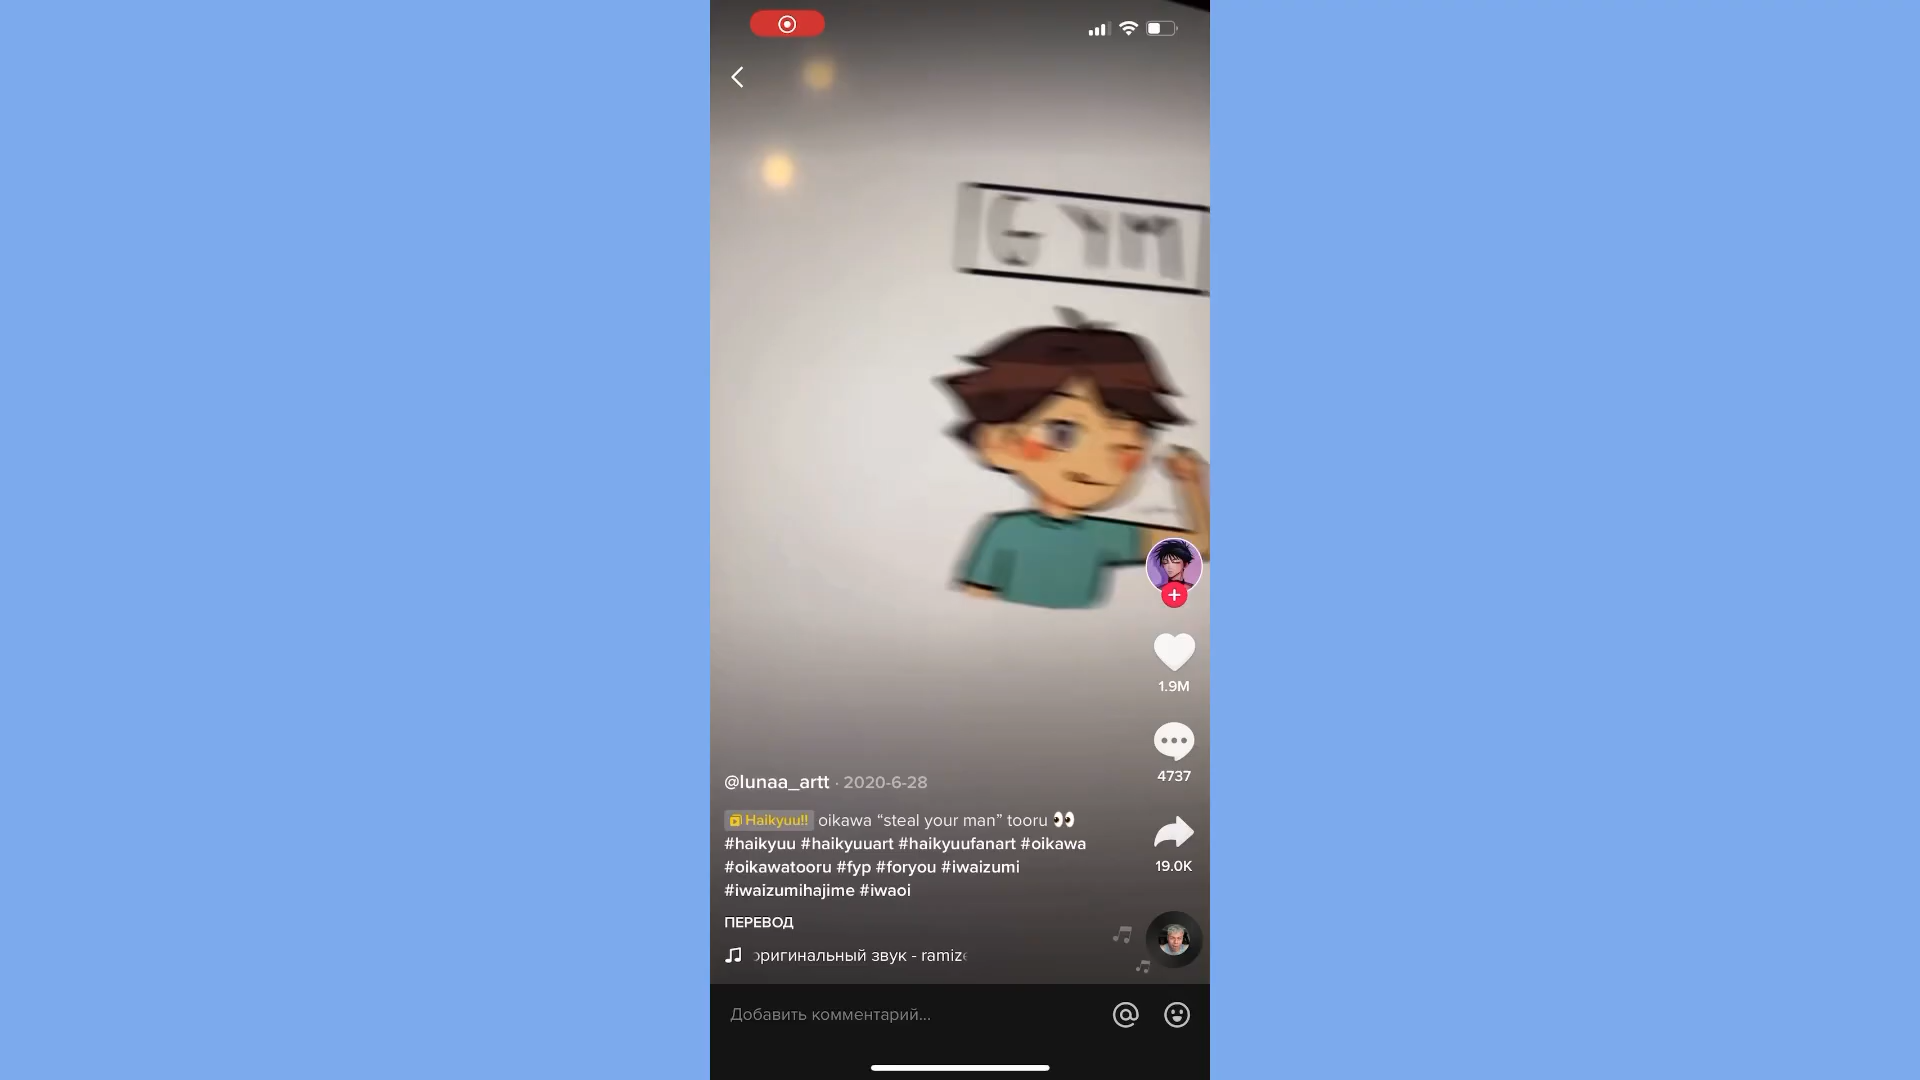 GYM
@lunaa_artt · 2020-6-28
Haikyuu!! oikawa “steal your man” tooru 👀
#haikyuu #haikyuuart #haikyuufanart #oikawa
#oikawatooru #fyp #foryou #iwaizumi
#iwaizumihajime #iwaoi
ПЕРЕВОД
оригинальный звук - ramiz
1.9M
4737
19.0K
Добавить комментарий...